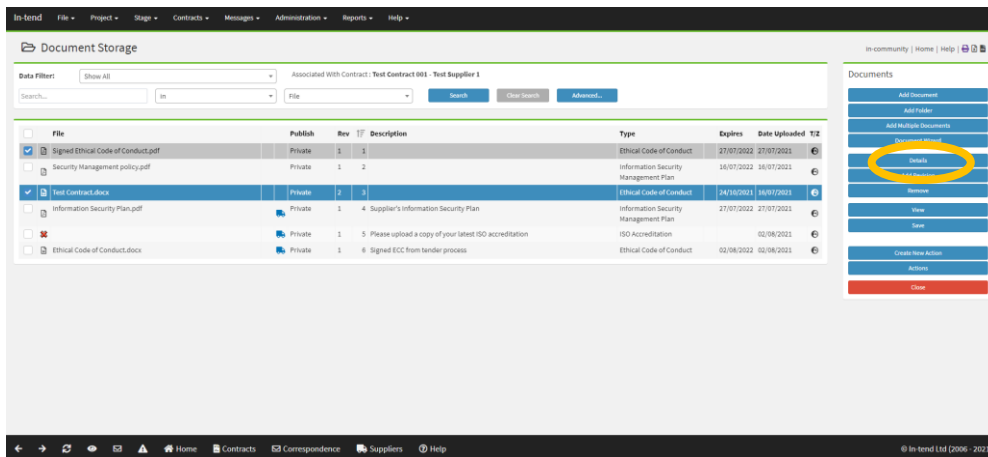 In-tend File Project Stage Contracts Messages Administration Reports Help
Document Storage
In-community | Home | Help |
Data Filter: Show All Associated With Contract : Test Contract 001 - Test Supplier 1
Search... In File Search Clear Search Advanced...
File Publish Rev Description Type Expires Date Uploaded T/Z
Signed Ethical Code of Conduct.pdf Private 1 1 Ethical Code of Conduct 27/07/2022 27/07/2021
Security Management policy.pdf Private 1 2 Information Security 16/07/2022 16/07/2021
Management Plan
Test Contract.docx Private 2 3 Ethical Code of Conduct 24/10/2021 16/07/2021
Information Security Plan.pdf Private 1 4 Supplier's Information Security Plan Information Security 27/07/2022 27/07/2021
Management Plan
Private 1 5 Please upload a copy of your latest ISO accreditation ISO Accreditation 02/08/2021
Ethical Code of Conduct.docx Private 1 6 Signed ECC from tender process Ethical Code of Conduct 02/08/2022 02/08/2021
Documents
Add Document
Add Folder
Add Multiple Documents
Document Wizard
Details
Add Revision
Remove
View
Save
Create New Action
Actions
Close
Home Contracts Correspondence Suppliers Help
© In-tend Ltd (2006 - 2021